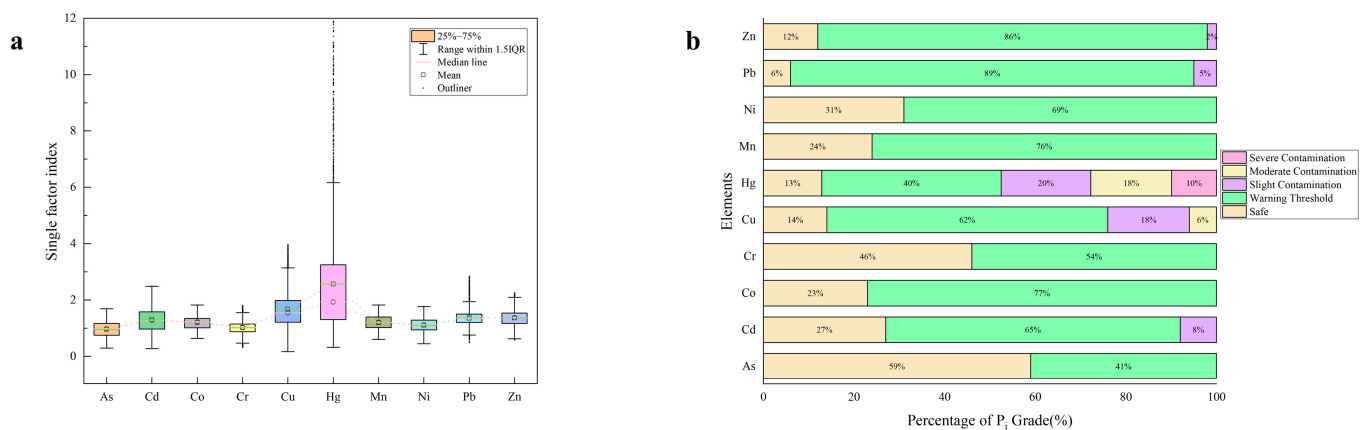 a
Single factor index
12
10
8
6
4
2
0
25%~75%
Range within 1.5IQR
Median line
Mean
Outliner
As Cd Co Cr Cu Hg Mn Ni Pb Zn
b
Elements
Zn 12% 86% 2%
Pb 6% 89% 5%
Ni 31% 69%
Mn 24% 76%
Hg 13% 40% 20% 18% 10%
Cu 14% 62% 18% 6%
Cr 46% 54%
Co 23% 77%
Cd 27% 65% 8%
As 59% 41%
0 20 40 60 80 100
Percentage of Pi Grade(%)
Severe Contamination
Moderate Contamination
Slight Contamination
Warning Threshold
Safe